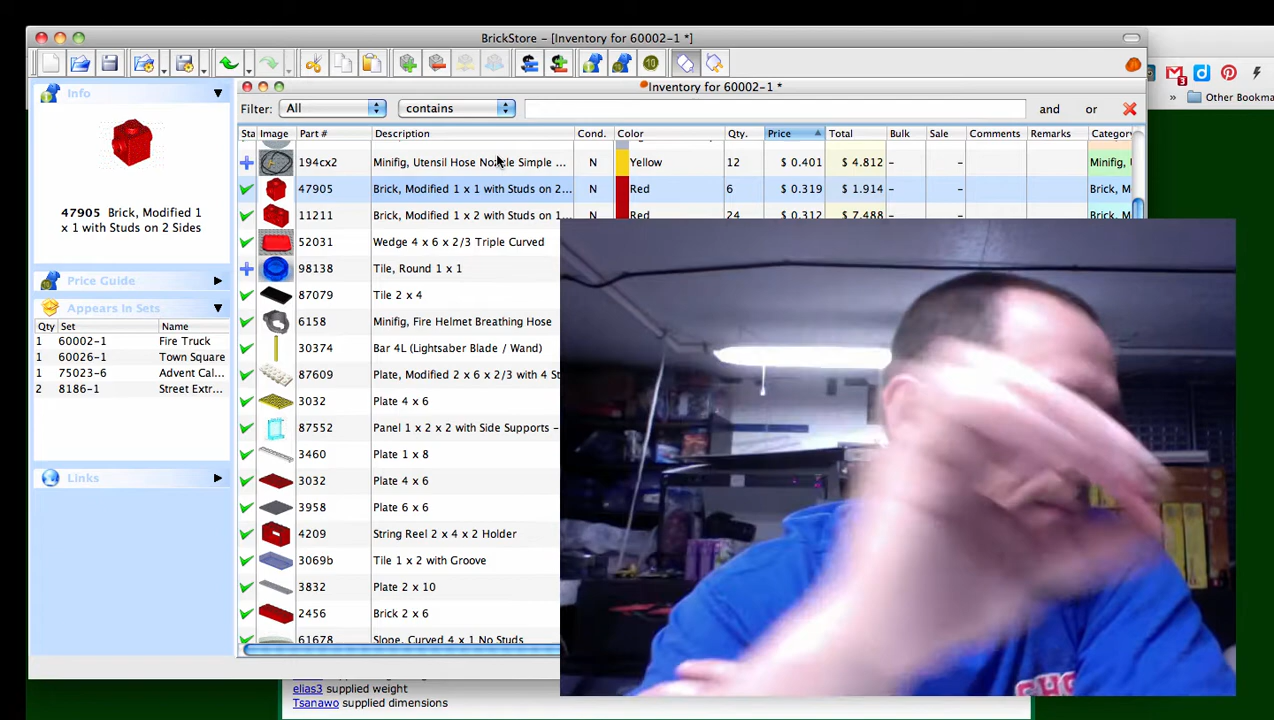 BrickStore – [Inventory for 60002-1 *]
Info
47905 Brick, Modified 1
x 1 with Studs on 2 Sides
Price Guide
Appears In Sets
Qty Set Name
1 60002-1 Fire Truck
1 60026-1 Town Square
1 75023-6 Advent Cal...
2 8186-1 Street Extr...
Links
Inventory for 60002-1 *
Filter: All contains and or
Sta Image Part # Description Cond. Color Qty. Price Total Bulk Sale Comments Remarks Category
194cx2 Minifig, Utensil Hose Nozzle Simple ... N Yellow 12 $ 0.401 $ 4.812 – – Minifig,
47905 Brick, Modified 1 x 1 with Studs on 2... N Red 6 $ 0.319 $ 1.914 – – Brick, M
11211 Brick, Modified 1 x 2 with Studs on 1... N Red 24 $ 0.312 $ 7.488 – – Brick, M
52031 Wedge 4 x 6 x 2/3 Triple Curved
98138 Tile, Round 1 x 1
87079 Tile 2 x 4
6158 Minifig, Fire Helmet Breathing Hose
30374 Bar 4L (Lightsaber Blade / Wand)
87609 Plate, Modified 2 x 6 x 2/3 with 4 St
3032 Plate 4 x 6
87552 Panel 1 x 2 x 2 with Side Supports –
3460 Plate 1 x 8
3032 Plate 4 x 6
3958 Plate 6 x 6
4209 String Reel 2 x 4 x 2 Holder
3069b Tile 1 x 2 with Groove
3832 Plate 2 x 10
2456 Brick 2 x 6
61678 Slope, Curved 4 x 1 No Studs
3
» Other Bookma
elias3 supplied weight
Tsanawo supplied dimensions